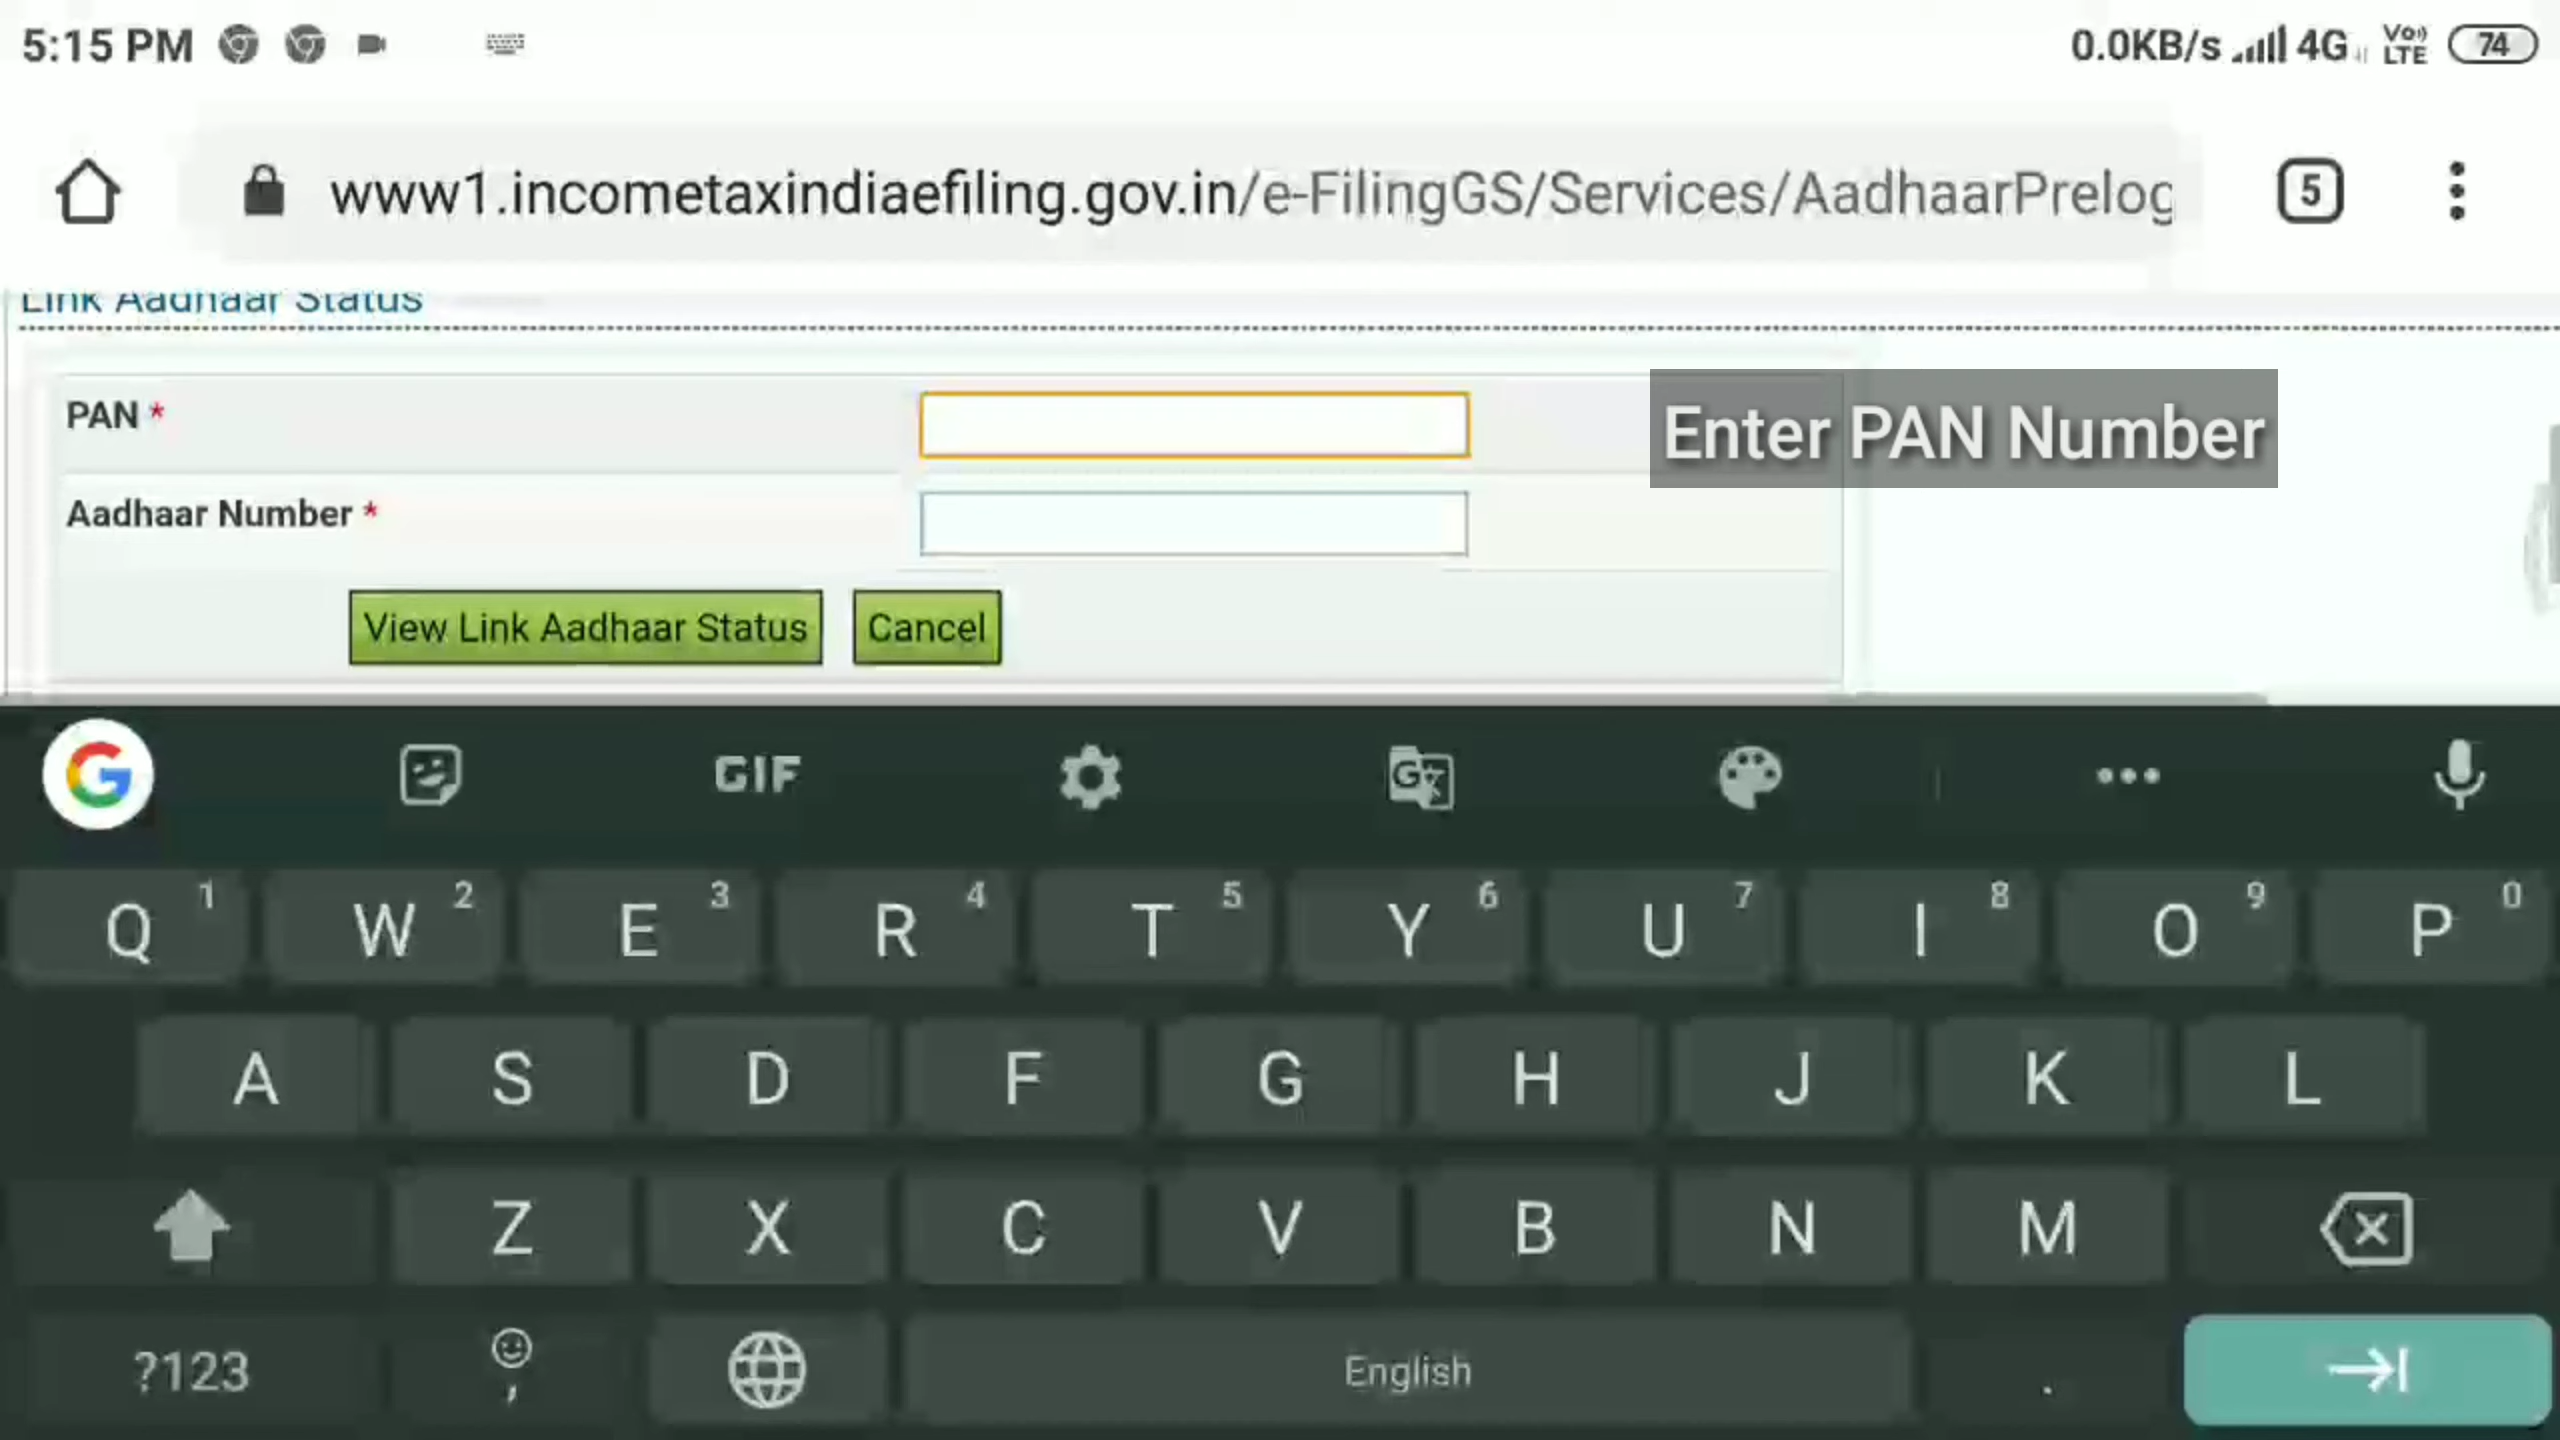 5:15 PM
0.0KB/s 4G Vo)) LTE 74
www1.incometaxindiaefiling.gov.in/e-FilingGS/Services/AadhaarPrelog
5
Link Aadhaar Status
PAN *
Enter PAN Number
Aadhaar Number *
View Link Aadhaar Status Cancel
G GIF G
Q 1 W 2 E 3 R 4 T 5 Y 6 U 7 I 8 O 9 P 0
A S D F G H J K L
Z X C V B N M
?123 , English .